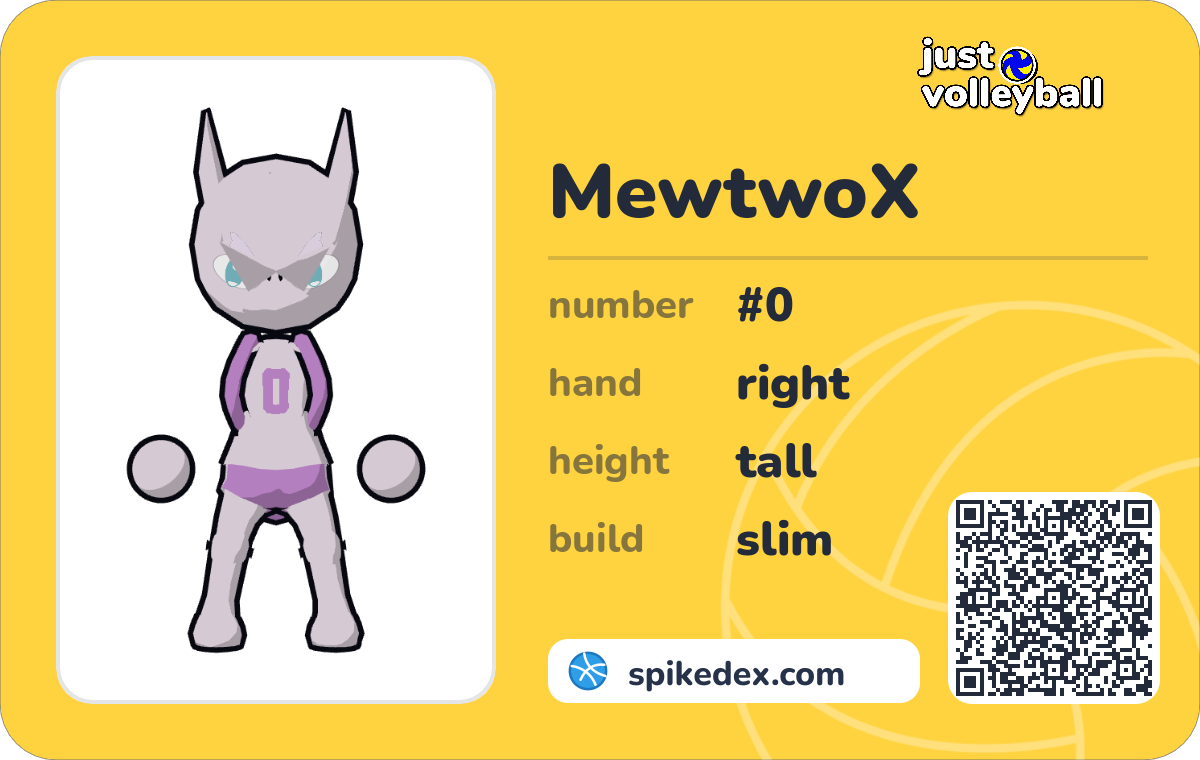 just
volleyball
MewtwoX
number #0
hand right
height tall
build slim
0
spikedex.com